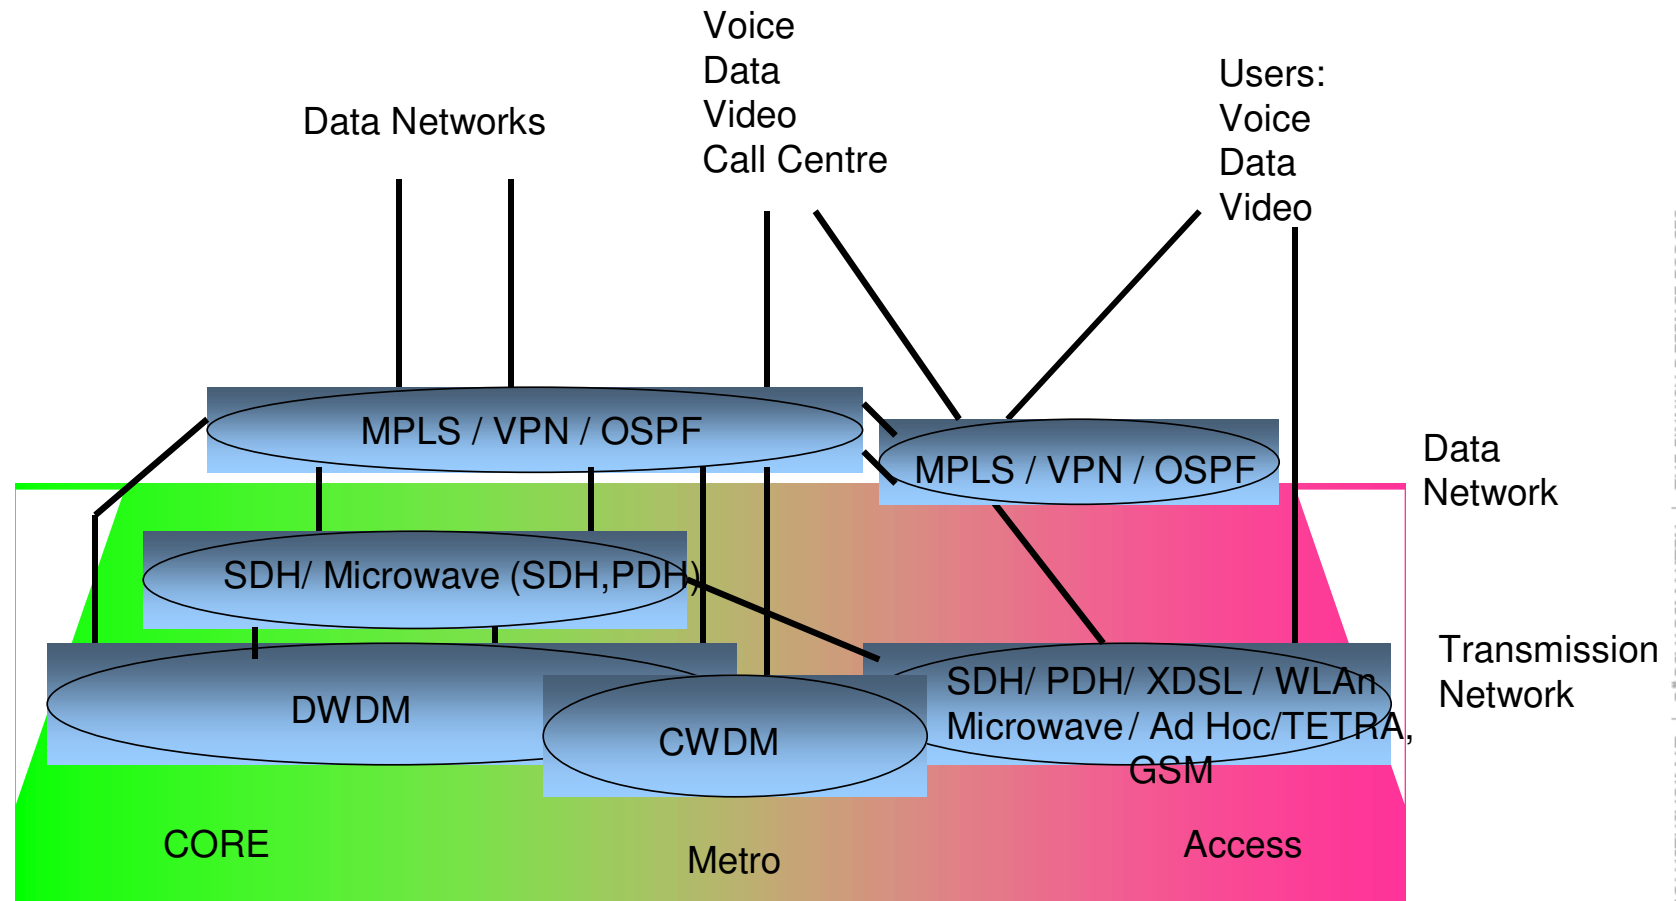 Voice
Data
Video
Call Centre
Users:
Voice
Data
Video
Data Networks
MPLS / VPN / OSPF
MPLS / VPN / OSPF
Data
Network
SDH/ Microwave (SDH,PDH)
Transmission
Network
DWDM
CWDM
SDH/ PDH/ XDSL / WLAn
Microwave / Ad Hoc/TETRA,
GSM
CORE
Metro
Access